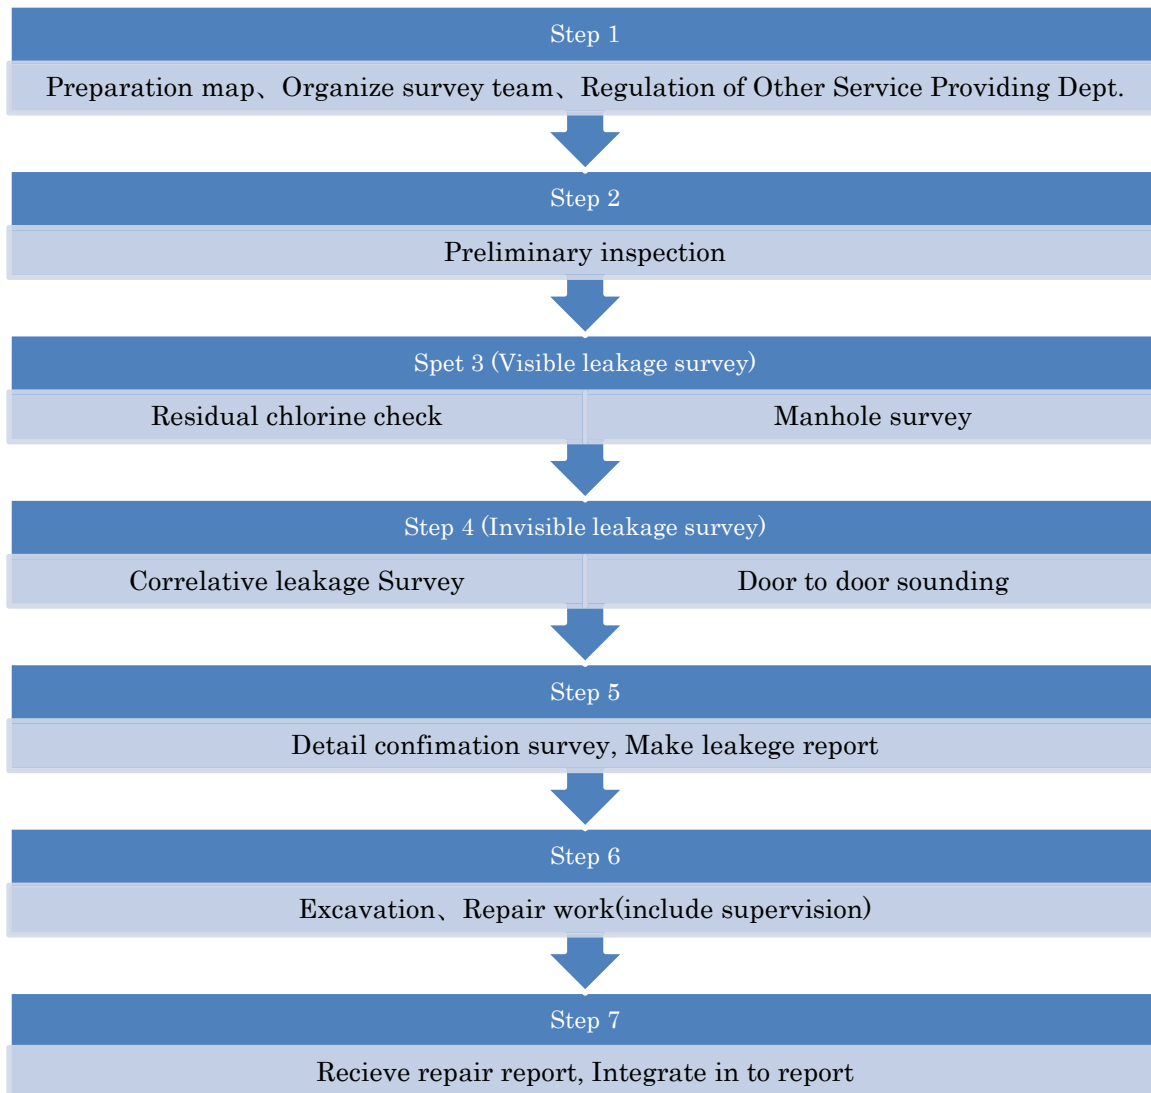 Step 1
Preparation map、Organize survey team、Regulation of Other Service Providing Dept.
Step 2
Preliminary inspection
Spet 3 (Visible leakage survey)
Residual chlorine check
Manhole survey
Step 4 (Invisible leakage survey)
Correlative leakage Survey
Door to door sounding
Step 5
Detail confimation survey, Make leakege report
Step 6
Excavation、Repair work(include supervision)
Step 7
Recieve repair report, Integrate in to report